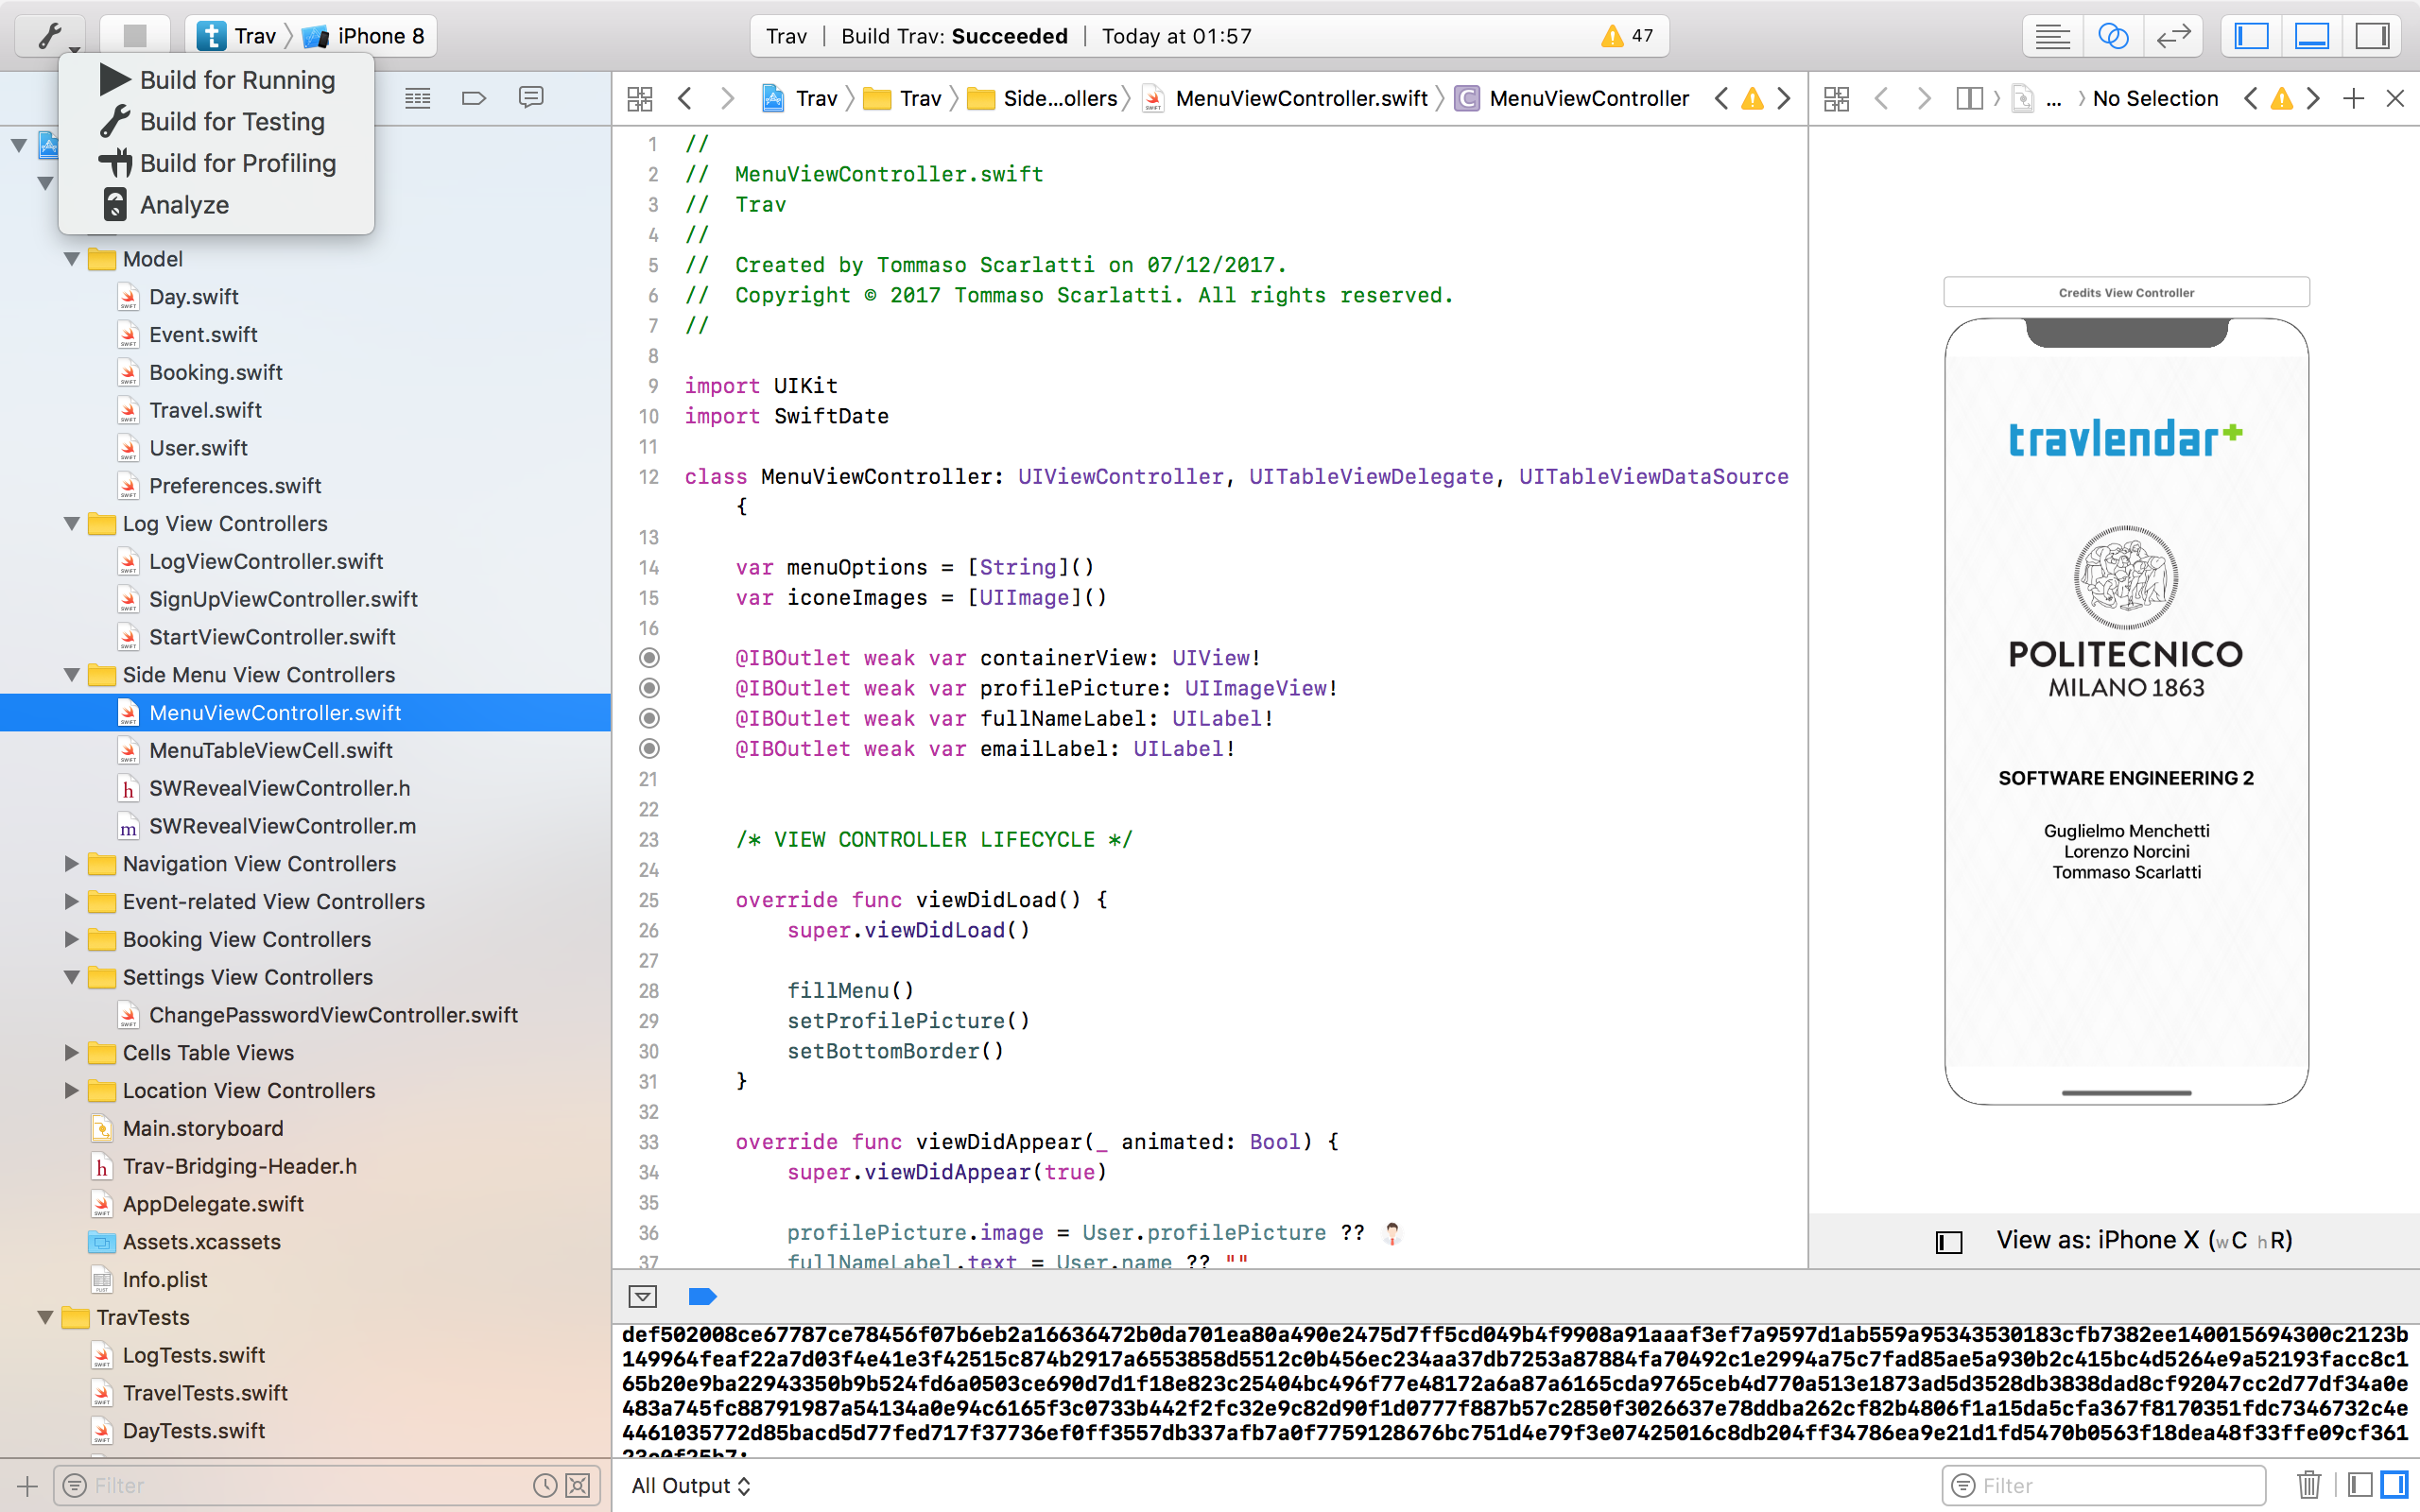 Trav
iPhone 8
Trav | Build Trav: Succeeded | Today at 01:57
47
Build for Running
Build for Testing
Build for Profiling
Analyze
Trav
Trav
Side...ollers
MenuViewController.swift
MenuViewController
...
No Selection
Model
Day.swift
Event.swift
Booking.swift
Travel.swift
User.swift
Preferences.swift
Log View Controllers
LogViewController.swift
SignUpViewController.swift
StartViewController.swift
Side Menu View Controllers
MenuViewController.swift
MenuTableViewCell.swift
SWRevealViewController.h
SWRevealViewController.m
Navigation View Controllers
Event-related View Controllers
Booking View Controllers
Settings View Controllers
ChangePasswordViewController.swift
Cells Table Views
Location View Controllers
Main.storyboard
Trav-Bridging-Header.h
AppDelegate.swift
Assets.xcassets
Info.plist
TravTests
LogTests.swift
TravelTests.swift
DayTests.swift
Filter
1 //
2 //  MenuViewController.swift
3 //  Trav
4 //
5 //  Created by Tommaso Scarlatti on 07/12/2017.
6 //  Copyright © 2017 Tommaso Scarlatti. All rights reserved.
7 //
8
9 import UIKit
10 import SwiftDate
11
12 class MenuViewController: UIViewController, UITableViewDelegate, UITableViewDataSource
{
13
14 var menuOptions = [String]()
15 var iconeImages = [UIImage]()
16
@IBOutlet weak var containerView: UIView!
@IBOutlet weak var profilePicture: UIImageView!
@IBOutlet weak var fullNameLabel: UILabel!
@IBOutlet weak var emailLabel: UILabel!
21
22
23 /* VIEW CONTROLLER LIFECYCLE */
24
25 override func viewDidLoad() {
26 super.viewDidLoad()
27
28 fillMenu()
29 setProfilePicture()
30 setBottomBorder()
31 }
32
33 override func viewDidAppear(_ animated: Bool) {
34 super.viewDidAppear(true)
35
36 profilePicture.image = User.profilePicture ??
37 fullNameLabel.text = User.name ?? ""
Credits View Controller
travlendar+
POLITECNICO
MILANO 1863
SOFTWARE ENGINEERING 2
Guglielmo Menchetti
Lorenzo Norcini
Tommaso Scarlatti
View as: iPhone X (wC hR)
def502008ce67787ce78456f07b6eb2a16636472b0da701ea80a490e2475d7ff5cd049b4f9908a91aaaf3ef7a9597d1ab559a95343530183cfb7382ee140015694300c2123b
149964feaf22a7d03f4e41e3f42515c874b2917a6553858d5512c0b456ec234aa37db7253a87884fa70492c1e2994a75c7fad85ae5a930b2c415bc4d5264e9a52193facc8c1
65b20e9ba22943350b9b524fd6a0503ce690d7d1f18e823c25404bc496f77e48172a6a87a6165cda9765ceb4d770a513e1873ad5d3528db3838dad8cf92047cc2d77df34a0e
483a745fc88791987a54134a0e94c6165f3c0733b442f2fc32e9c82d90f1d0777f887b57c2850f3026637e78ddba262cf82b4806f1a15da5cfa367f8170351fdc7346732c4e
4461035772d85bacd5d77fed717f37736ef0ff3557db337afb7a0f7759128676bc751d4e79f3e07425016c8db204ff34786ea9e21d1fd5470b0563f18dea48f33ffe09cf361
All Output
Filter